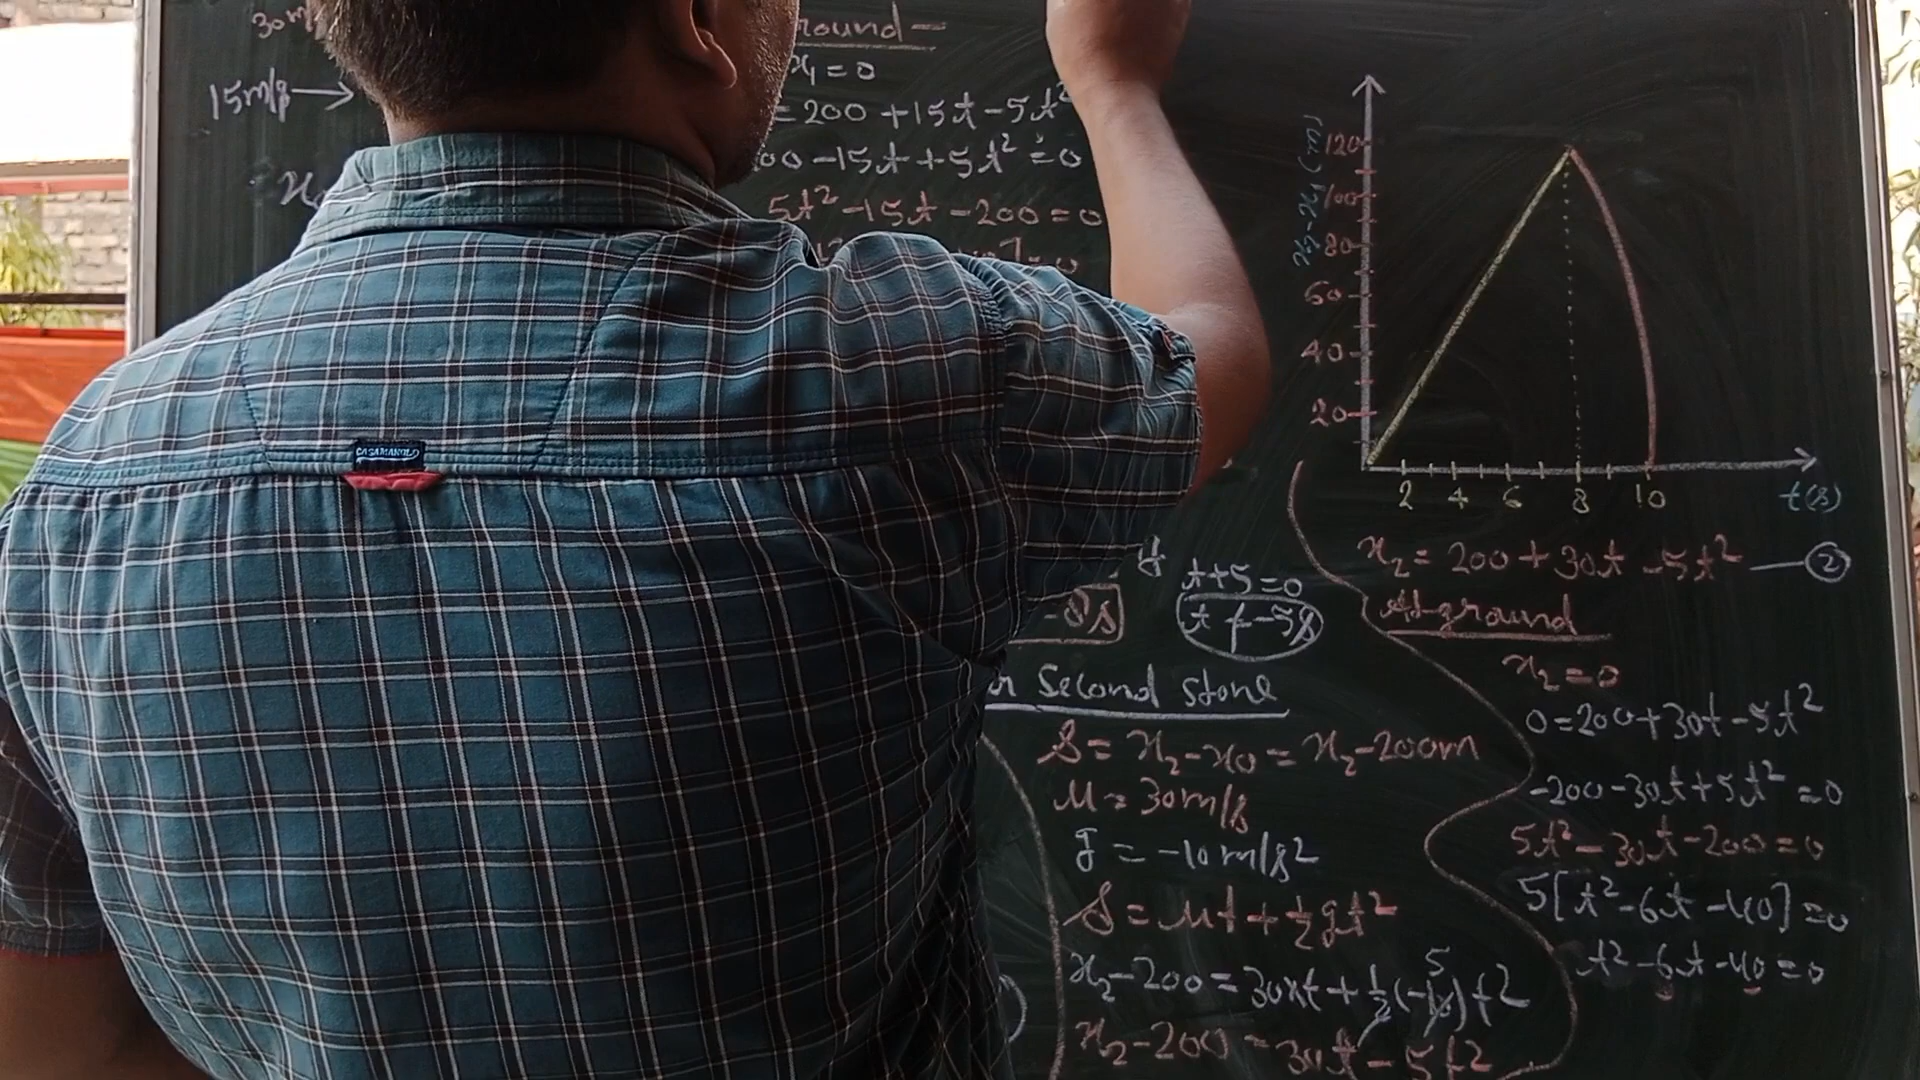 15m/s
x₁=0
=200+15t-5t²
00-15t+5t²=0
5t²-15t-200=0
t+5=0
t≠-5s
Second stone
S=x₂-x0=x₂-200m
u=30m/s
g=-10m/s2
S=ut+½gt²
x₂-200=30xt+½(-10)t2
5
x₂-200=30t-5t2
CASAMAROLO
x₂-x₁(m)
120
100
80
60
40
20
2 4 6 8 10
t(s)
x₂=200+30t-5t² ②
At ground
x₂=0
0=200+30t-5t²
-200-30t+5t²=0
5t²-30t-200=0
5[t²-6t-40]=0
t²-6t-40=0